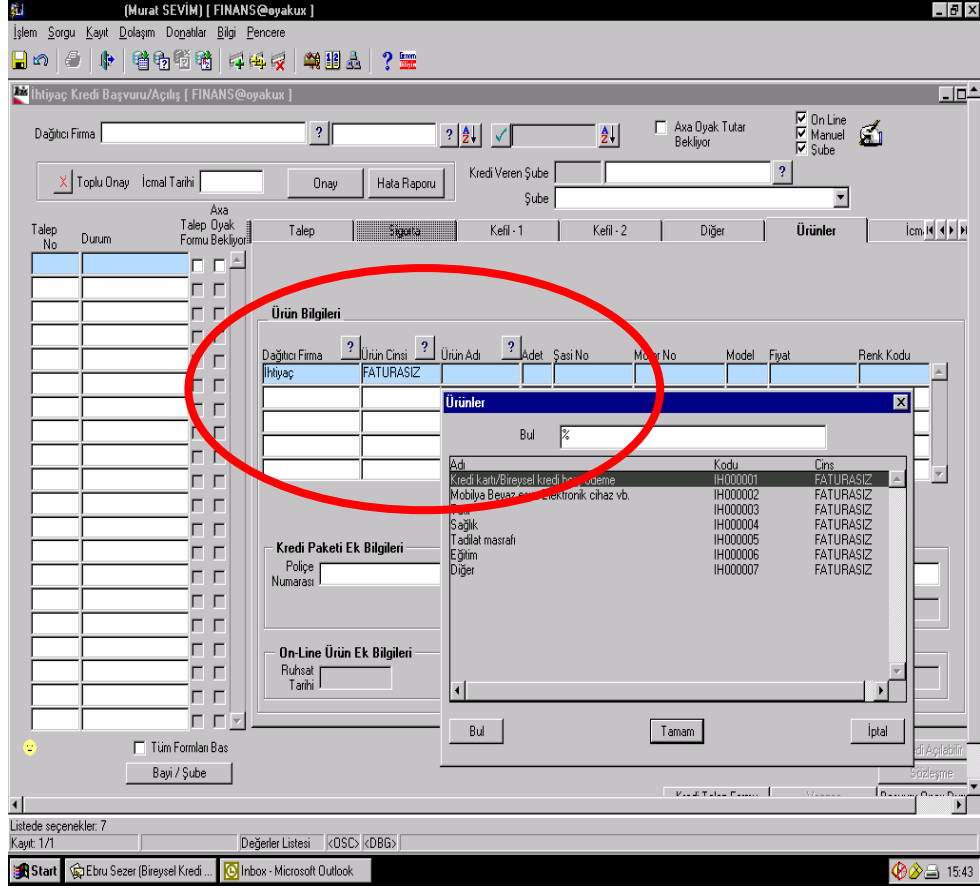 (Murat SEVİM) [ FINANS@oyakux ]
İşlem Sorgu Kayıt Dolaşım Donatılar Bilgi Pencere
İhtiyaç Kredi Başvuru/Açılış [ FINANS@oyakux ]
Dağıtıcı Firma
Axa Oyak Tutar Bekliyor
On Line
Manuel
Şube
Toplu Onay İcmal Tarihi Onay Hata Raporu
Kredi Veren Şube
Şube
Talep No Durum Talep Formu Axa Oyak Bekliyor
Talep Sigorta Kefil - 1 Kefil - 2 Diğer Ürünler
Ürün Bilgileri
Dağıtıcı Firma ? Ürün Cinsi ? Ürün Adı ? Adet Şasi No Motor No Model Fiyat Renk Kodu
İhtiyaç FATURASIZ
Ürünler
Bul %
Adı Kodu Cins
Kredi kartı/Bireysel kredi borç ödeme IH000001 FATURASIZ
Mobilya Beyaz eşya Elektronik cihaz vb. IH000002 FATURASIZ
IH000003 FATURASIZ
Sağlık IH000004 FATURASIZ
Tadilat masrafı IH000005 FATURASIZ
Eğitim IH000006 FATURASIZ
Diğer IH000007 FATURASIZ
Kredi Paketi Ek Bilgileri
Poliçe Numarası
On-Line Ürün Ek Bilgileri
Ruhsat Tarihi
Bul Tamam İptal
Tüm Formları Bas
Bayi / Şube
Açılabilir
Sözleşme
Listede seçenekler: 7
Kayıt: 1/1 Değerler Listesi <OSC> <DBG>
Start Ebru Sezer (Bireysel Kredi ... Inbox - Microsoft Outlook 15:43